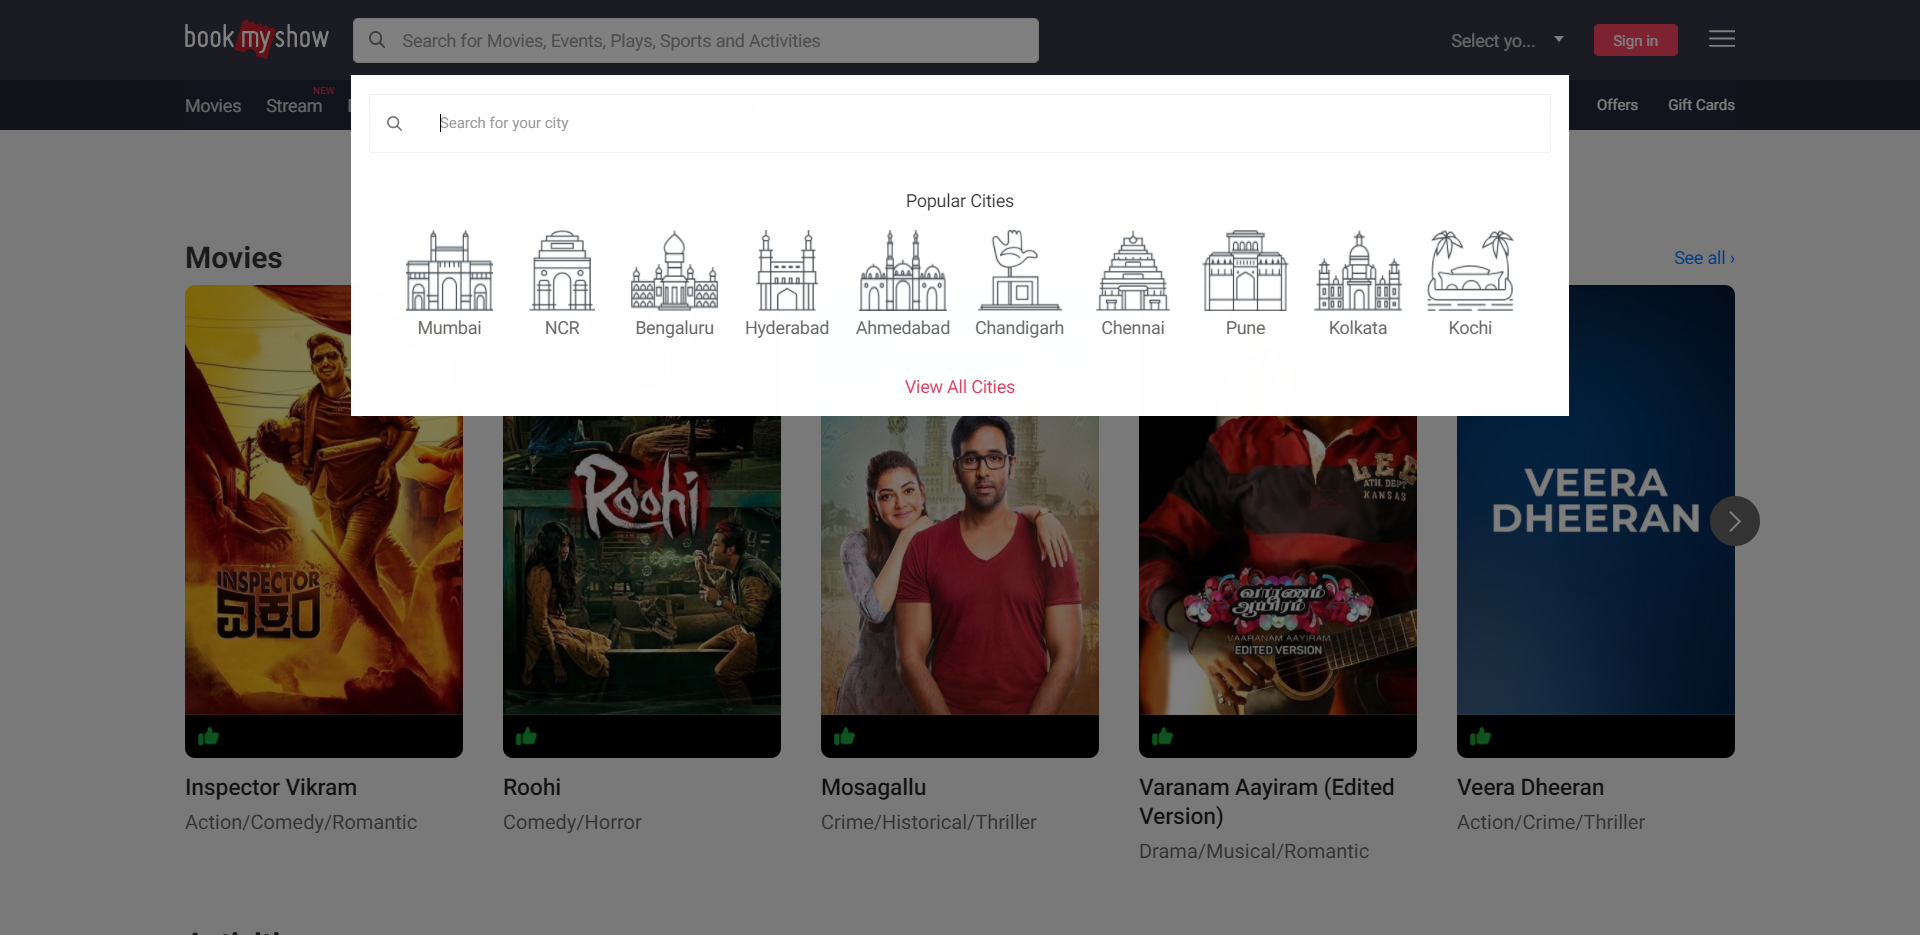 bookmyshow
Search for Movies, Events, Plays, Sports and Activities
Select yo...
Sign in
Movies
Stream
NEW
Offers
Gift Cards
Search for your city
Popular Cities
Mumbai
NCR
Bengaluru
Hyderabad
Ahmedabad
Chandigarh
Chennai
Pune
Kolkata
Kochi
View All Cities
Movies
See all ›
INSPECTOR
ವಿಕ್ರಂ
Roohi
LEE
ATH. DEPT
KANSAS
வாரணம்
ஆயிரம்
VAARANAM AAYIRAM
EDITED VERSION
VEERA
DHEERAN
Inspector Vikram
Action/Comedy/Romantic
Roohi
Comedy/Horror
Mosagallu
Crime/Historical/Thriller
Varanam Aayiram (Edited
Version)
Drama/Musical/Romantic
Veera Dheeran
Action/Crime/Thriller